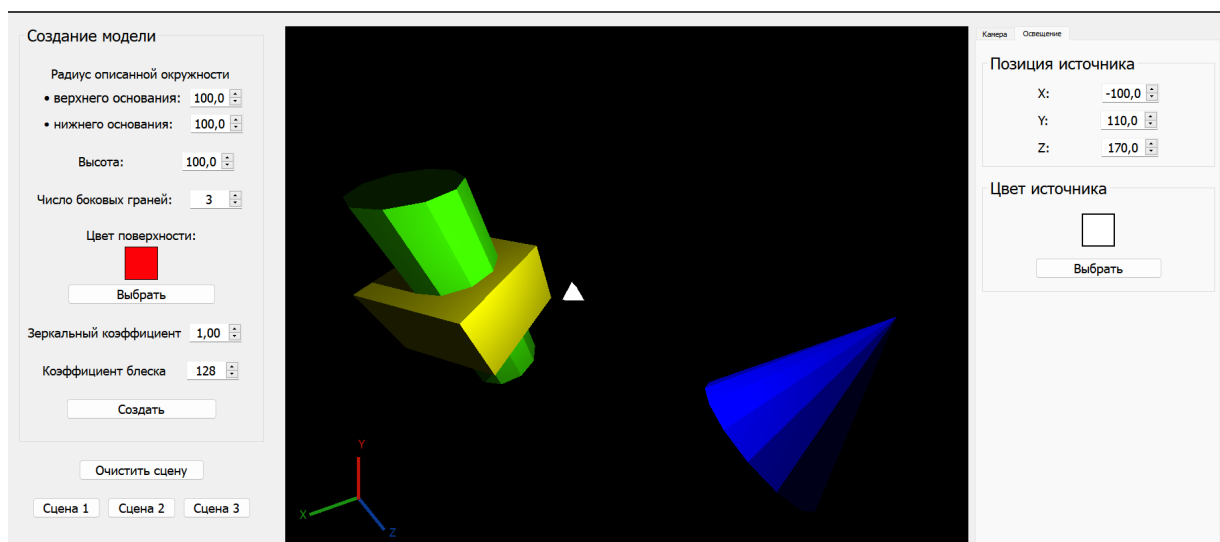 Создание модели
Радиус описанной окружности
• верхнего основания: 100,0
• нижнего основания: 100,0
Высота: 100,0
Число боковых граней: 3
Цвет поверхности:
Выбрать
Зеркальный коэффициент 1,00
Коэффициент блеска 128
Создать
Очистить сцену
Сцена 1 Сцена 2 Сцена 3
Y
X
Z
Камера Освещение
Позиция источника
X: -100,0
Y: 110,0
Z: 170,0
Цвет источника
Выбрать